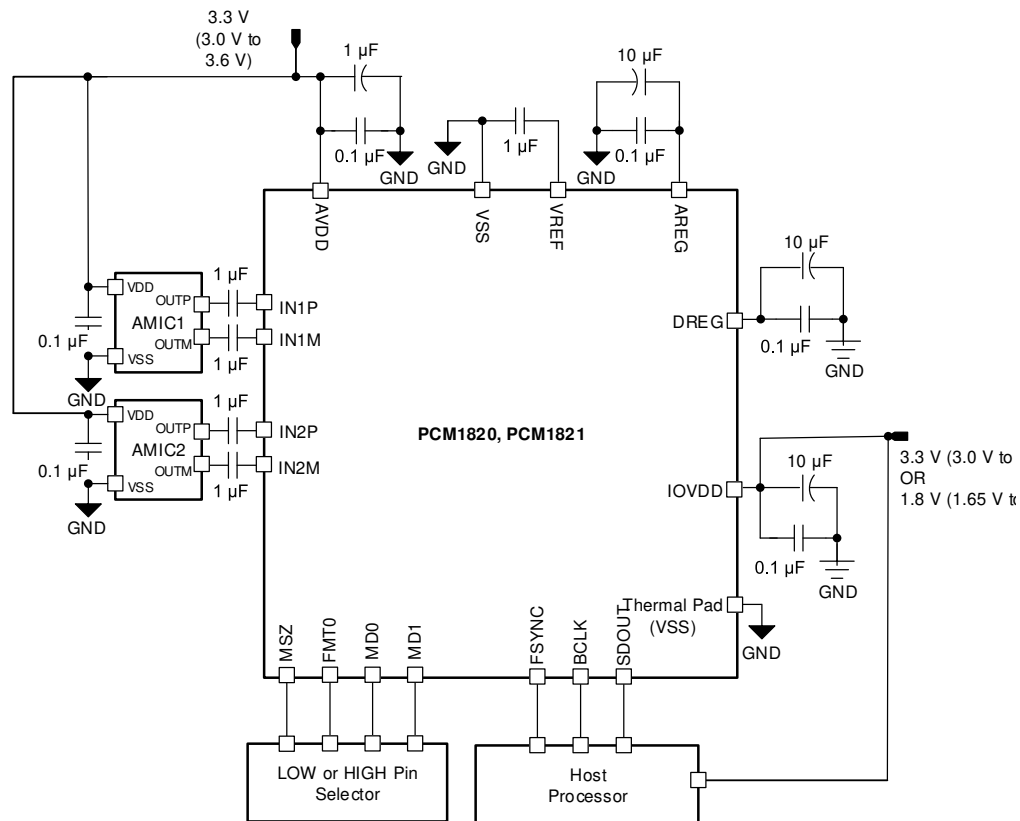 3.3 V
(3.0 V to
3.6 V)
1 µF
0.1 µF
GND
GND
1 µF
10 µF
0.1 µF
GND
AVDD
VSS
VREF
AREG
VDD
OUTP
AMIC1
OUTM
VSS
0.1 µF
GND
1 µF
1 µF
IN1P
IN1M
VDD
OUTP
AMIC2
OUTM
VSS
0.1 µF
GND
1 µF
1 µF
IN2P
IN2M
PCM1820, PCM1821
DREG
10 µF
0.1 µF
GND
IOVDD
10 µF
0.1 µF
GND
3.3 V (3.0 V to
OR
1.8 V (1.65 V to
Thermal Pad
(VSS)
GND
MSZ
FMT0
MD0
MD1
FSYNC
BCLK
SDOUT
LOW or HIGH Pin
Selector
Host
Processor